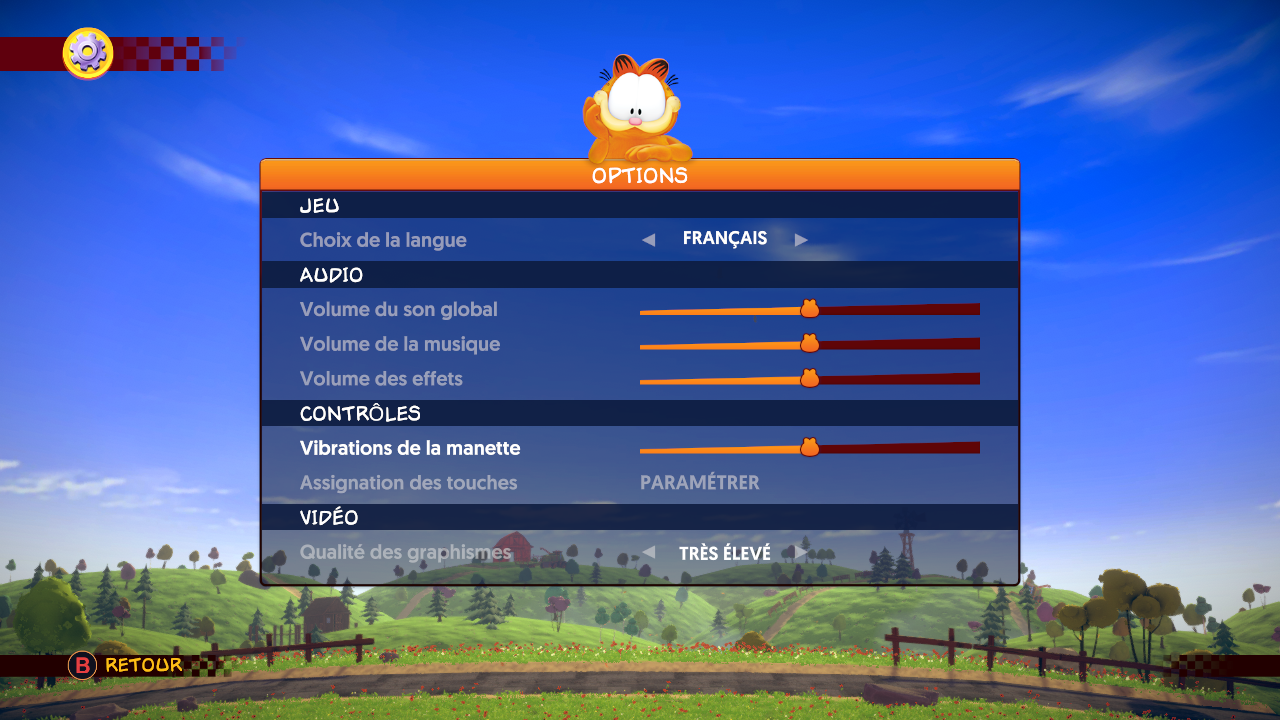 OPTIONS
JEU
Choix de la langue FRANÇAIS
AUDIO
Volume du son global
Volume de la musique
Volume des effets
CONTRÔLES
Vibrations de la manette
Assignation des touches PARAMÉTRER
VIDÉO
Qualité des graphismes TRÈS ÉLEVÉ
B RETOUR